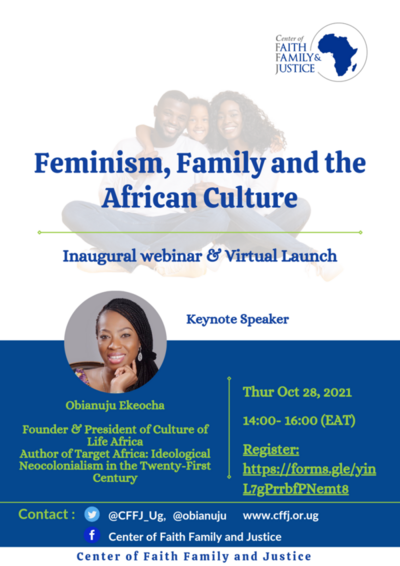 Center of
FAITH
FAMILY&
JUSTICE
Feminism, Family and the
African Culture
Inaugural webinar & Virtual Launch
Keynote Speaker
Obianuju Ekeocha
Founder & President of Culture of
Life Africa
Author of Target Africa: Ideological
Neocolonialism in the Twenty-First
Century
Thur Oct 28, 2021
14:00- 16:00 (EAT)
Register:
https://forms.gle/yin
L7gPrrbfPNemt8
Contact : @CFFJ_Ug, @obianuju www.cffj.or.ug
Center of Faith Family and Justice
Center of Faith Family and Justice